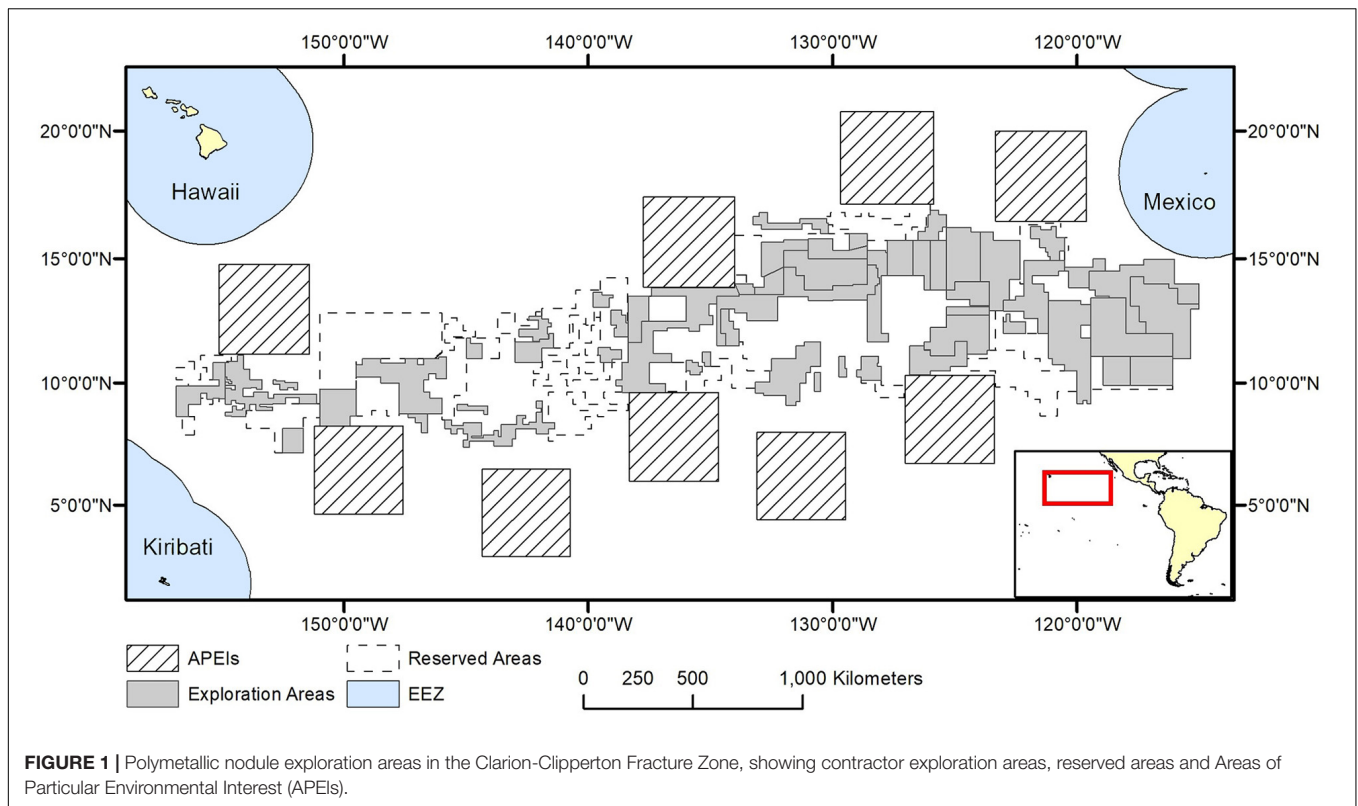 150°0'0"W 140°0'0"W 130°0'0"W 120°0'0"W
20°0'0"N 20°0'0"N
Hawaii
Mexico
15°0'0"N 15°0'0"N
10°0'0"N 10°0'0"N
5°0'0"N 5°0'0"N
Kiribati
150°0'0"W 140°0'0"W 130°0'0"W 120°0'0"W
APEIs Reserved Areas
Exploration Areas EEZ
0 250 500 1,000 Kilometers
FIGURE 1 | Polymetallic nodule exploration areas in the Clarion-Clipperton Fracture Zone, showing contractor exploration areas, reserved areas and Areas of
Particular Environmental Interest (APEIs).